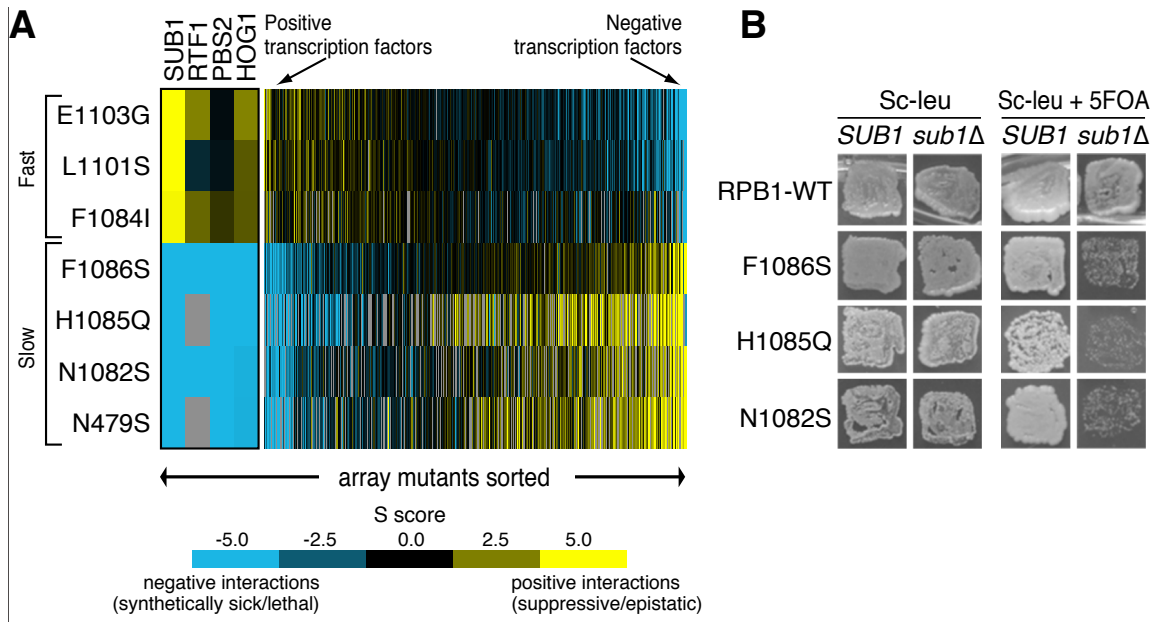 A
SUB1
RTF1
PBS2
HOG1
Positive
transcription factors
Negative
transcription factors
Fast
E1103G
L1101S
F1084I
Slow
F1086S
H1085Q
N1082S
N479S
array mutants sorted
S score
-5.0 -2.5 0.0 2.5 5.0
negative interactions
(synthetically sick/lethal)
positive interactions
(suppressive/epistatic)
B
Sc-leu Sc-leu + 5FOA
SUB1 sub1Δ SUB1 sub1Δ
RPB1-WT
F1086S
H1085Q
N1082S